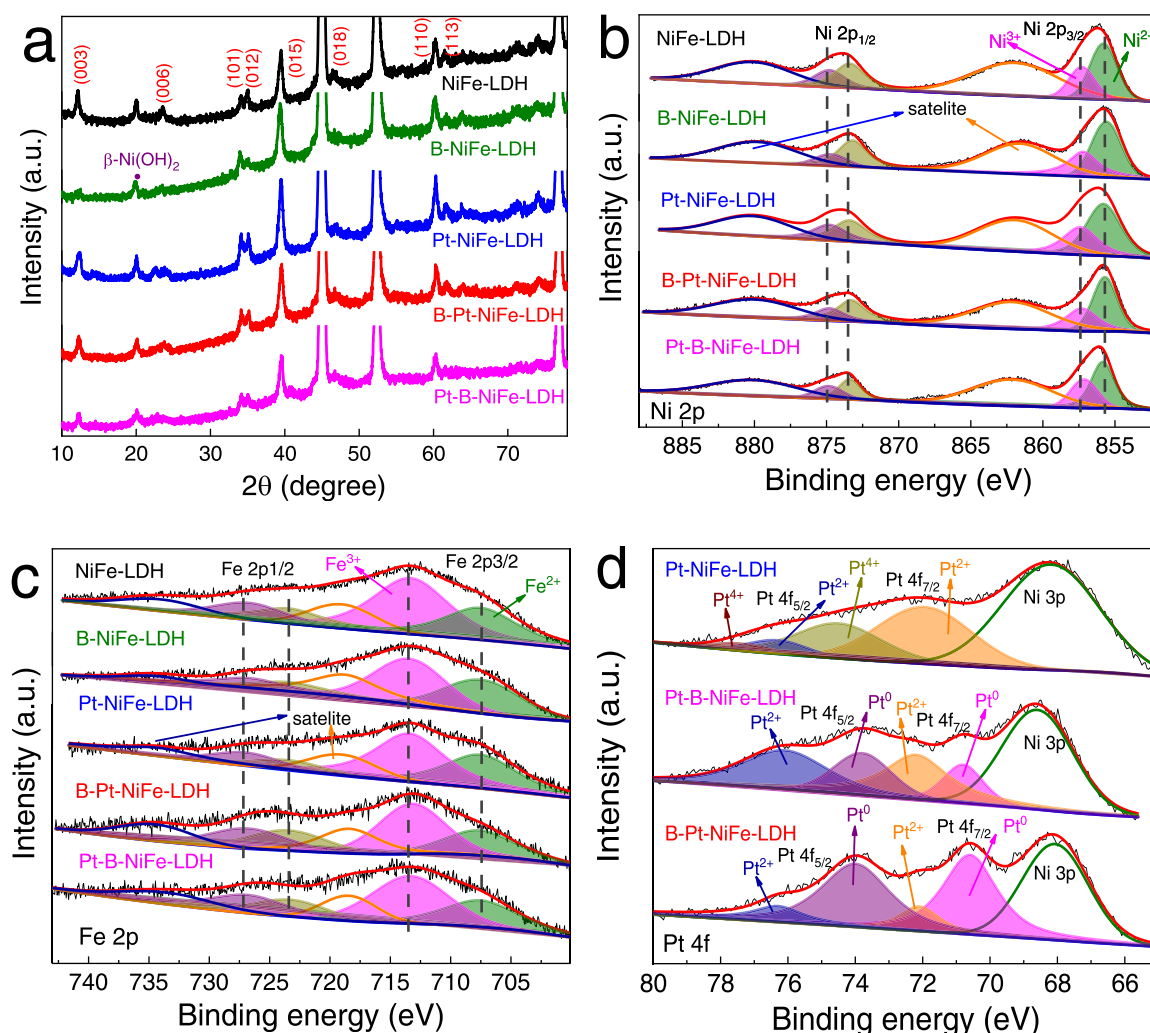 a
(003)
(006)
(101)
(012)
(015)
(018)
(110)
(113)
NiFe-LDH
B-NiFe-LDH
β-Ni(OH)2
Pt-NiFe-LDH
B-Pt-NiFe-LDH
Pt-B-NiFe-LDH
Intensity (a.u.)
10 20 30 40 50 60 70
2θ (degree)
b
NiFe-LDH
Ni 2p1/2
Ni3+
Ni 2p3/2
Ni2+
B-NiFe-LDH
satelite
Pt-NiFe-LDH
B-Pt-NiFe-LDH
Pt-B-NiFe-LDH
Ni 2p
Intensity (a.u.)
885 880 875 870 865 860 855
Binding energy (eV)
c
NiFe-LDH
Fe 2p1/2
Fe3+
Fe 2p3/2
Fe2+
B-NiFe-LDH
Pt-NiFe-LDH
satelite
B-Pt-NiFe-LDH
Pt-B-NiFe-LDH
Fe 2p
Intensity (a.u.)
740 735 730 725 720 715 710 705
Binding energy (eV)
d
Pt-NiFe-LDH
Pt4+
Pt 4f5/2
Pt2+
Pt4+
Pt 4f7/2
Pt2+
Ni 3p
Pt-B-NiFe-LDH
Pt2+
Pt 4f5/2
Pt0
Pt2+
Pt 4f7/2
Pt0
Ni 3p
B-Pt-NiFe-LDH
Pt2+
Pt 4f5/2
Pt0
Pt2+
Pt 4f7/2
Pt0
Ni 3p
Pt 4f
Intensity (a.u.)
80 78 76 74 72 70 68 66
Binding energy (eV)